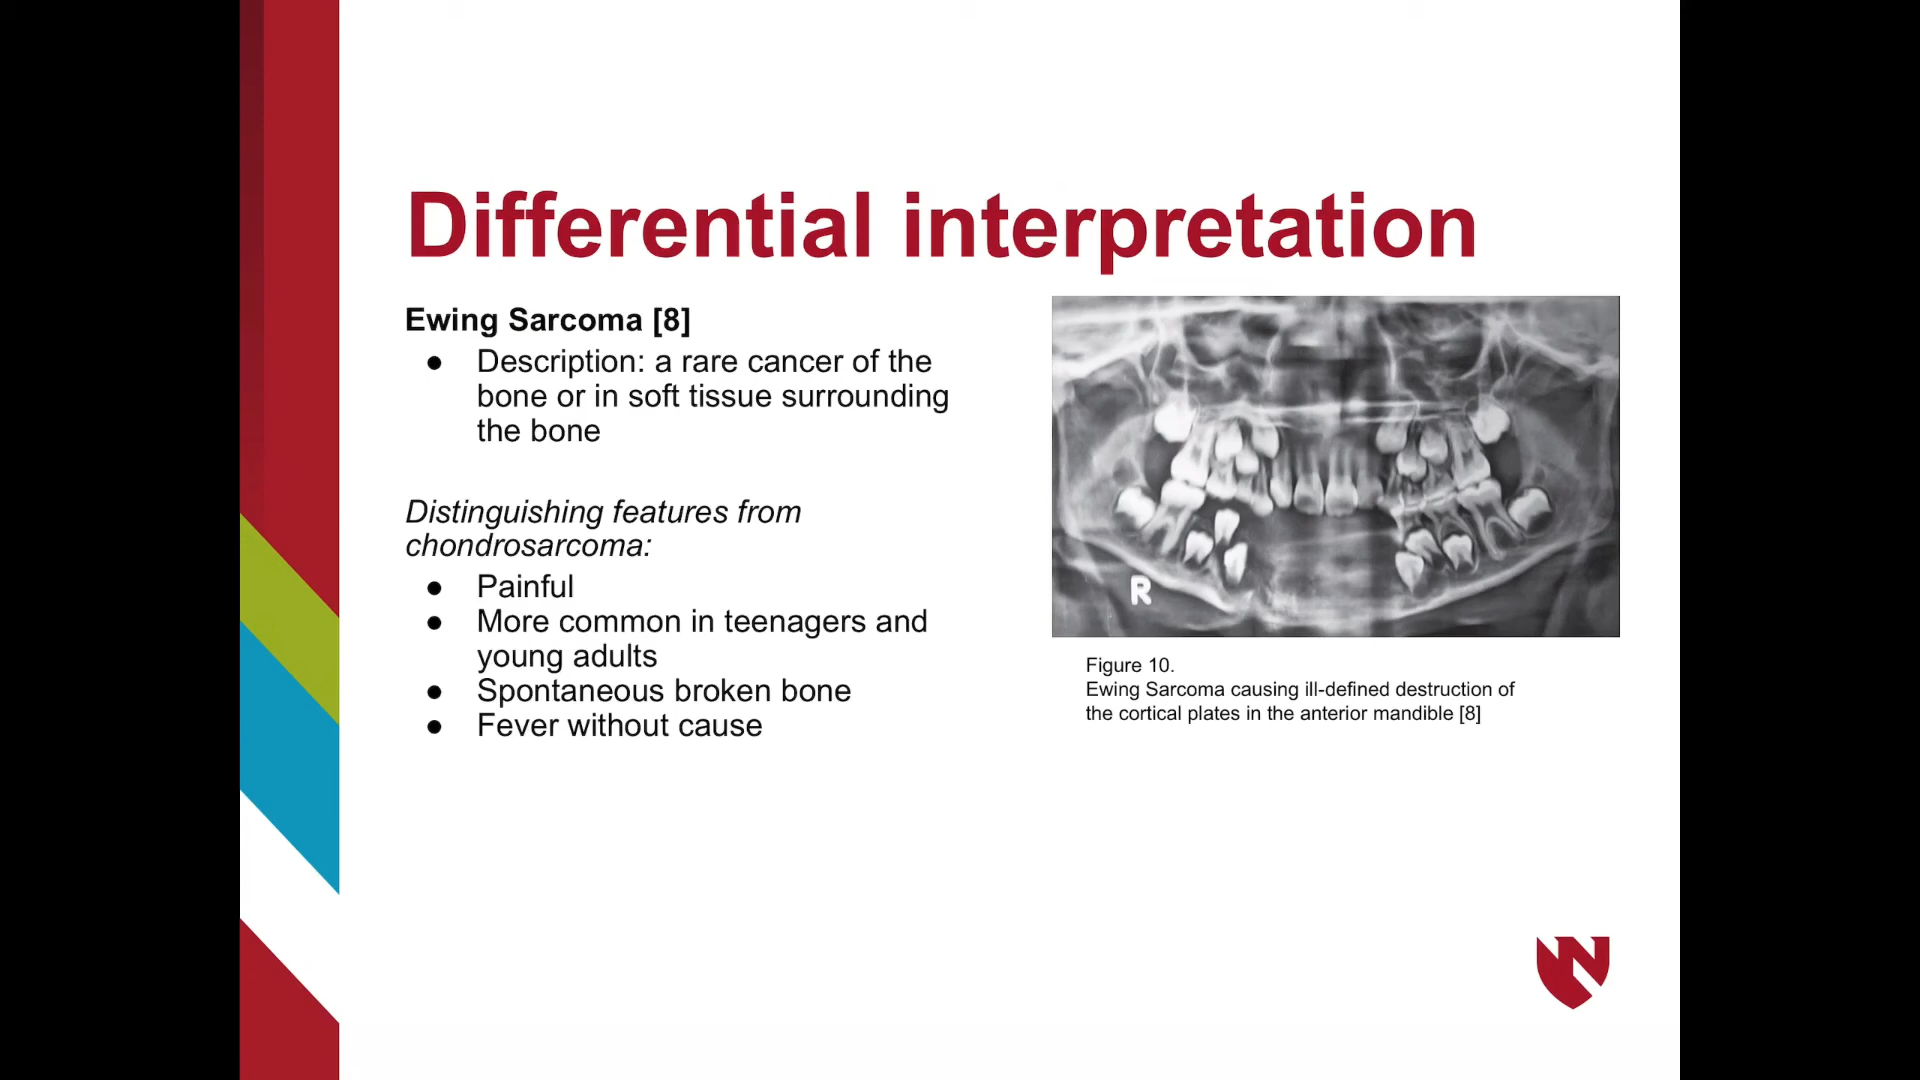 Differential interpretation
Ewing Sarcoma [8]
● Description: a rare cancer of the
bone or in soft tissue surrounding
the bone
Distinguishing features from
chondrosarcoma:
● Painful
● More common in teenagers and
young adults
● Spontaneous broken bone
● Fever without cause
R
Figure 10.
Ewing Sarcoma causing ill-defined destruction of
the cortical plates in the anterior mandible [8]
N